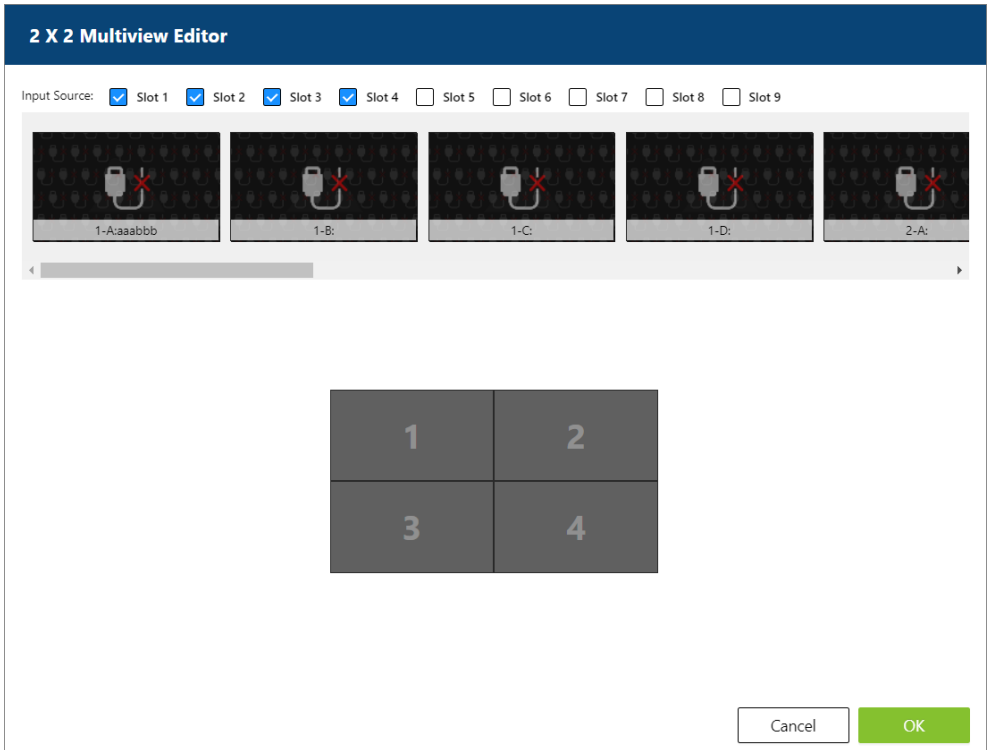 2 X 2 Multiview Editor
Input Source: Slot 1 Slot 2 Slot 3 Slot 4 Slot 5 Slot 6 Slot 7 Slot 8 Slot 9
1-A:aaabbb 1-B: 1-C: 1-D: 2-A:
1 2
3 4
Cancel OK